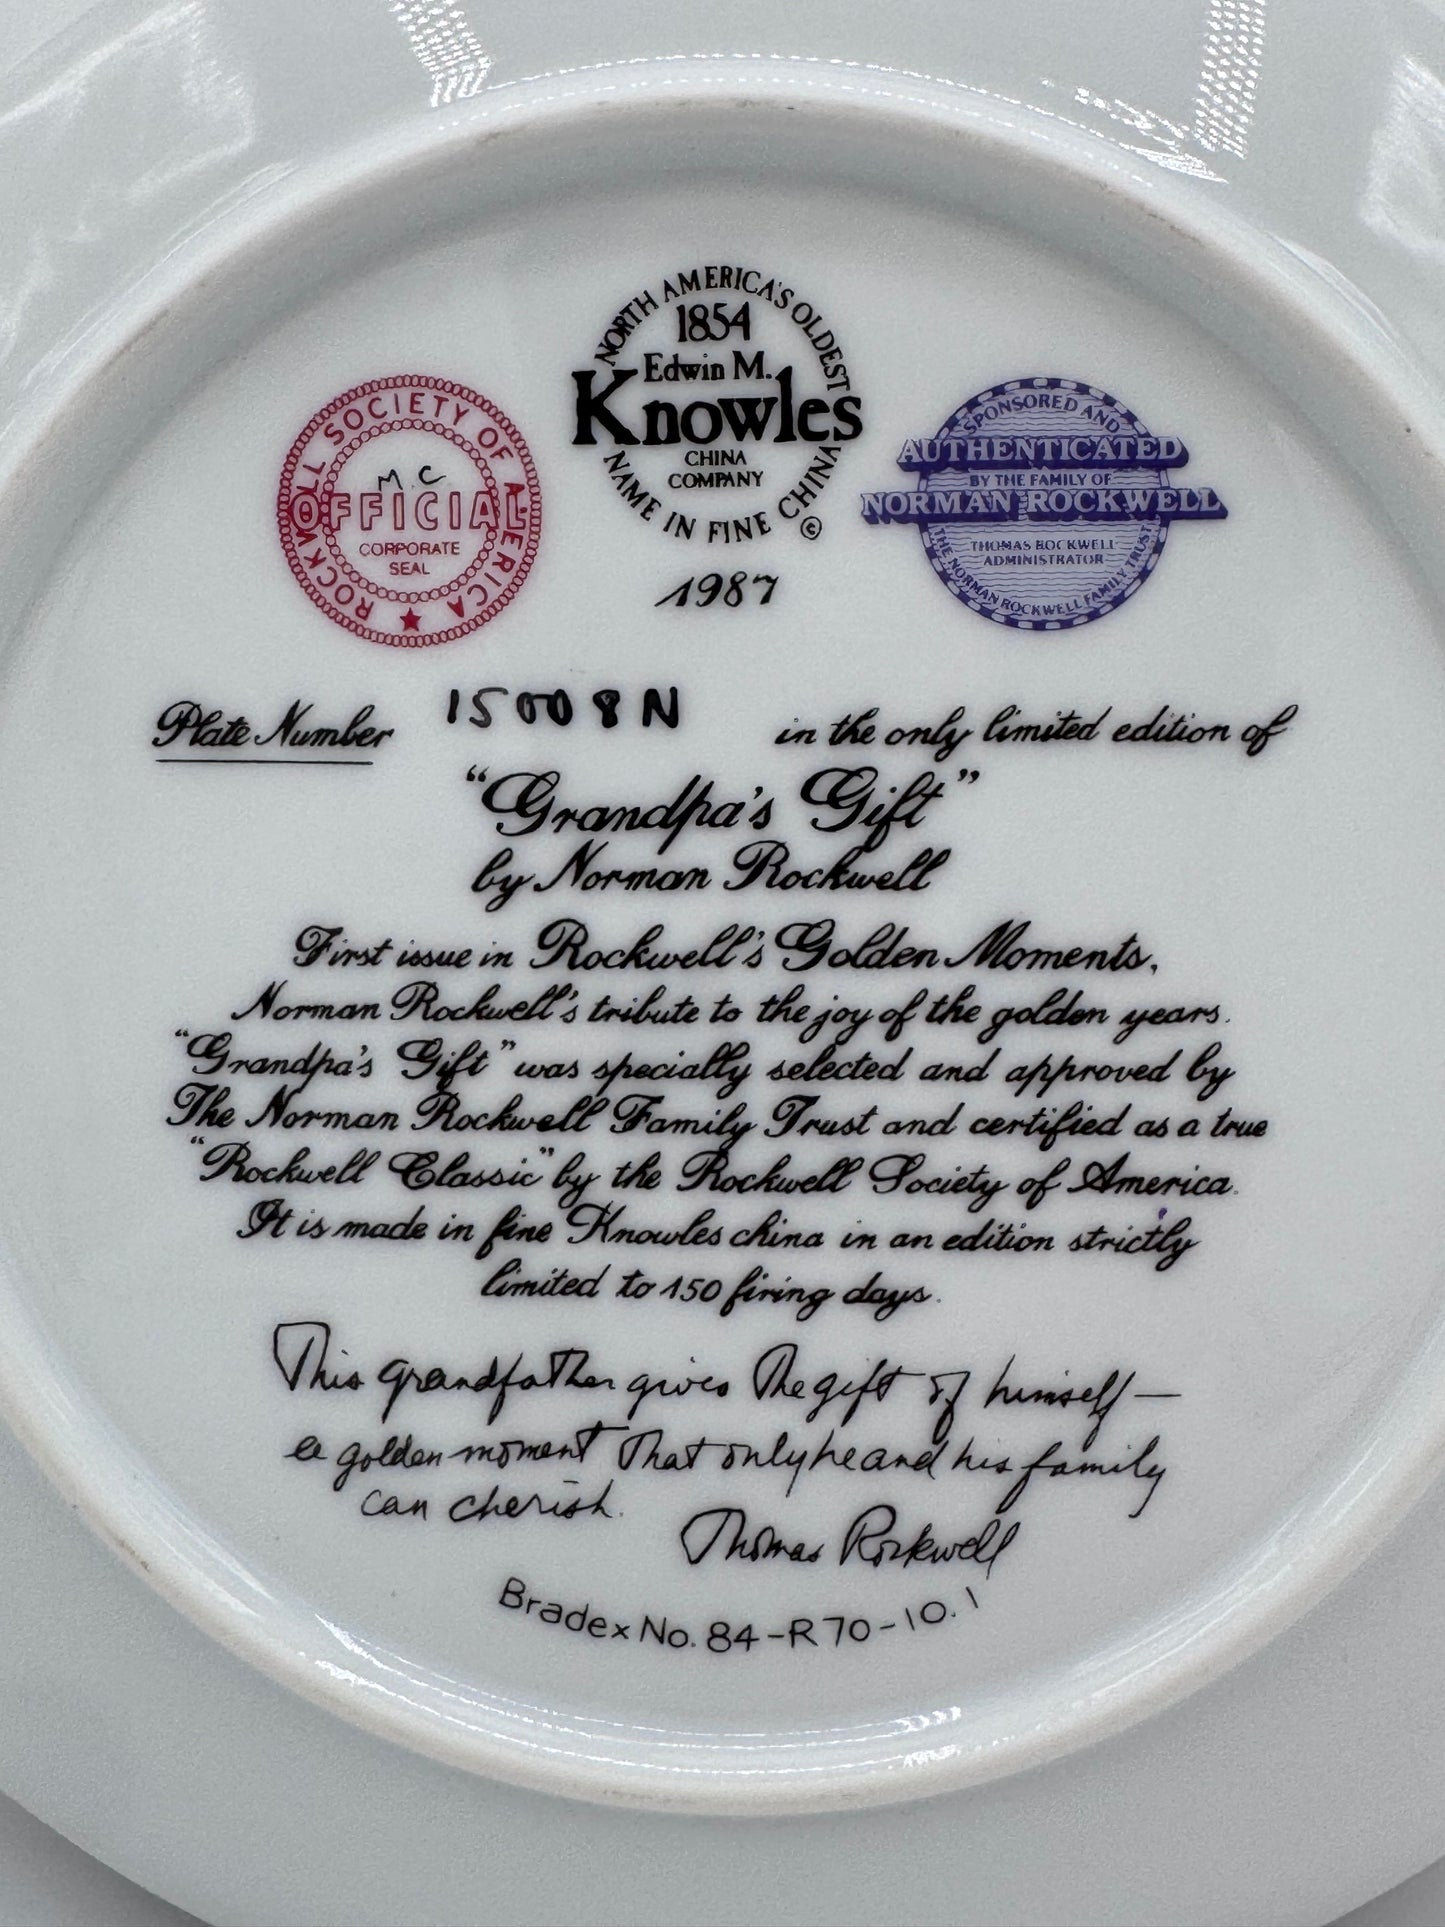 NORTH AMERICA'S OLDEST
1854
Edwin M.
Knowles
CHINA
COMPANY
NAME IN FINE CHINA
©
1987
ROCKWELL SOCIETY OF AMERICA
M C
OFFICIAL
CORPORATE
SEAL
SPONSORED AND
AUTHENTICATED
BY THE FAMILY OF
NORMAN ROCKWELL
THOMAS ROCKWELL
ADMINISTRATOR
THE NORMAN ROCKWELL FAMILY TRUST
Plate Number 15008N in the only limited edition of
"Grandpa's Gift"
by Norman Rockwell
First issue in Rockwell's Golden Moments,
Norman Rockwell's tribute to the joy of the golden years.
"Grandpa's Gift" was specially selected and approved by
The Norman Rockwell Family Trust and certified as a true
"Rockwell Classic" by the Rockwell Society of America.
It is made in fine Knowles china in an edition strictly
limited to 150 firing days.
This grandfather gives the gift of himself—
a golden moment that only he and his family
can cherish.
Thomas Rockwell
Bradex No. 84-R70-10.1